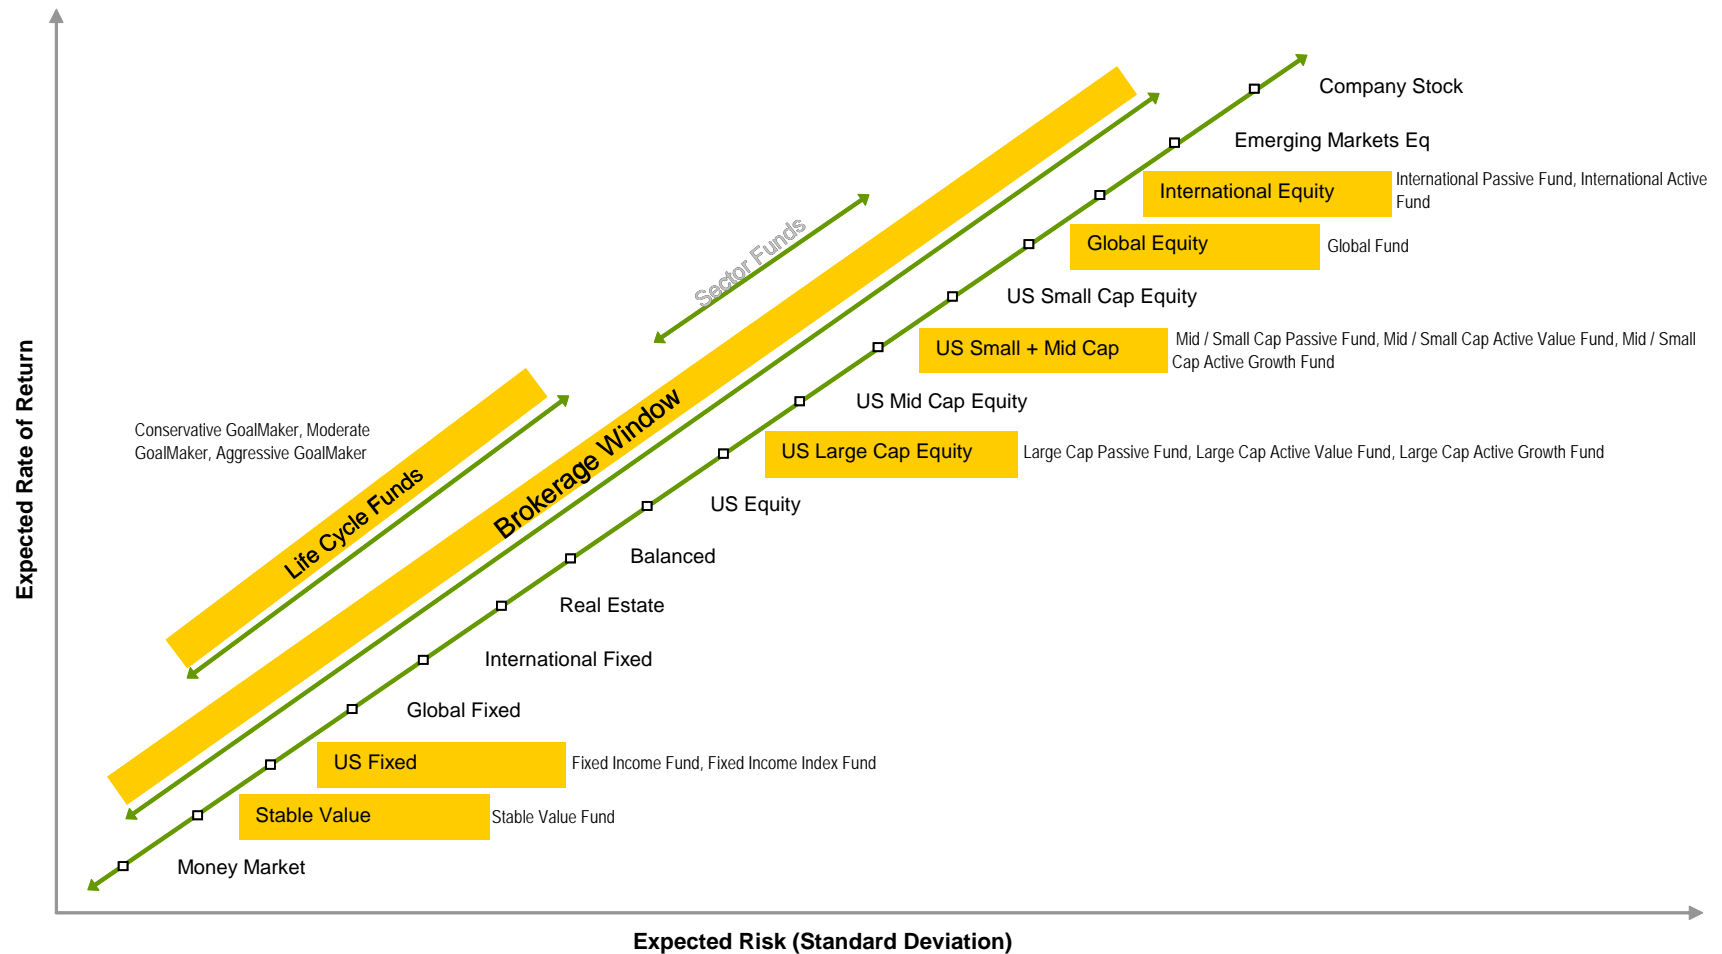 Company Stock
Emerging Markets Eq
International Equity
International Passive Fund, International Active
Fund
Global Equity
Global Fund
Sector Funds
US Small Cap Equity
US Small + Mid Cap
Mid / Small Cap Passive Fund, Mid / Small Cap Active Value Fund, Mid / Small
Cap Active Growth Fund
US Mid Cap Equity
Brokerage Window
US Large Cap Equity
Large Cap Passive Fund, Large Cap Active Value Fund, Large Cap Active Growth Fund
Conservative GoalMaker, Moderate
GoalMaker, Aggressive GoalMaker
Life Cycle Funds
US Equity
Balanced
Real Estate
International Fixed
Global Fixed
US Fixed
Fixed Income Fund, Fixed Income Index Fund
Stable Value
Stable Value Fund
Money Market
Expected Rate of Return
Expected Risk (Standard Deviation)